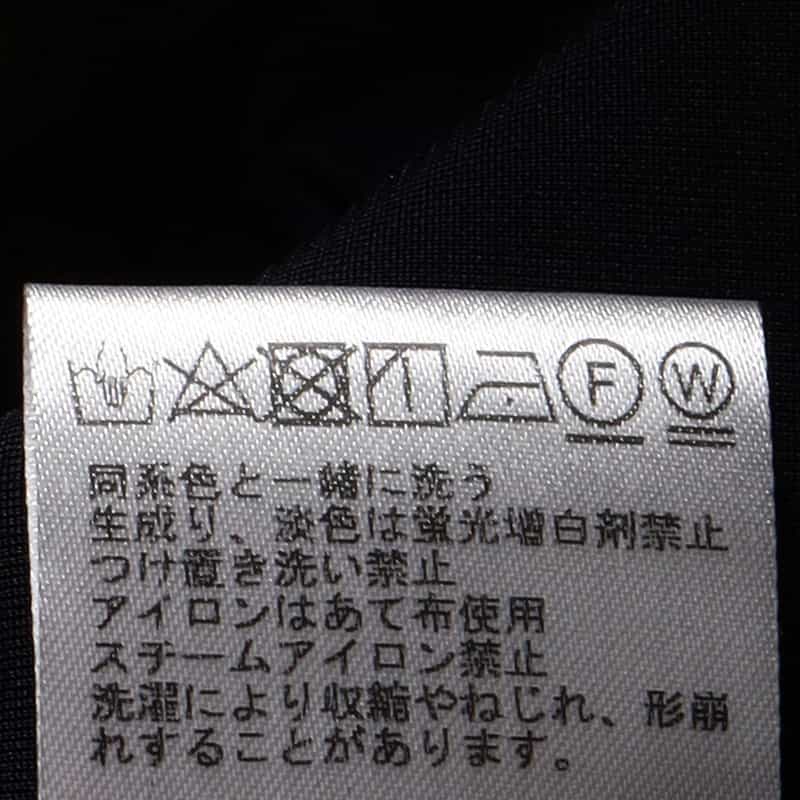 F W
同系色と一緒に洗う
生成り、淡色は蛍光増白剤禁止
つけ置き洗い禁止
アイロンはあて布使用
スチームアイロン禁止
洗濯により収縮やねじれ、形崩
れすることがあります。